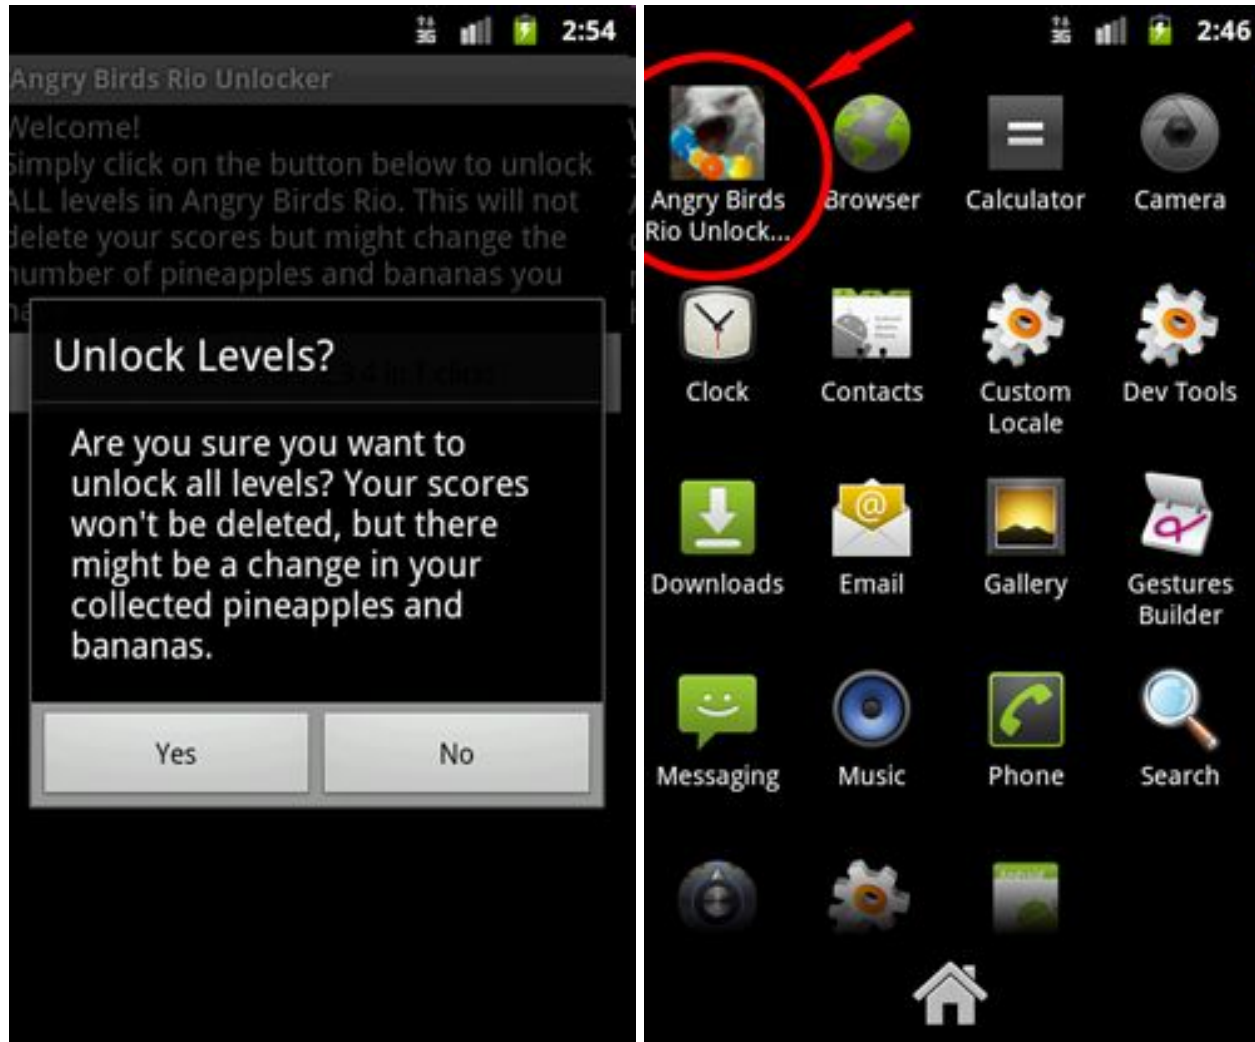 2:54
Angry Birds Rio Unlocker
Welcome!
Simply click on the button below to unlock
ALL levels in Angry Birds Rio. This will not
delete your scores but might change the
number of pineapples and bananas you
Unlock Levels?
Are you sure you want to
unlock all levels? Your scores
won't be deleted, but there
might be a change in your
collected pineapples and
bananas.
Yes No
3G 2:46
Angry Birds
Rio Unlock...
Browser Calculator Camera
Clock Contacts Custom
Locale
Dev Tools
Downloads Email Gallery Gestures
Builder
Messaging Music Phone Search